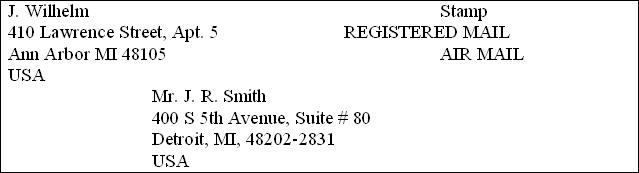 J. Wilhelm Stamp
410 Lawrence Street, Apt. 5 REGISTERED MAIL
Ann Arbor MI 48105 AIR MAIL
USA
Mr. J. R. Smith
400 S 5th Avenue, Suite # 80
Detroit, MI, 48202-2831
USA